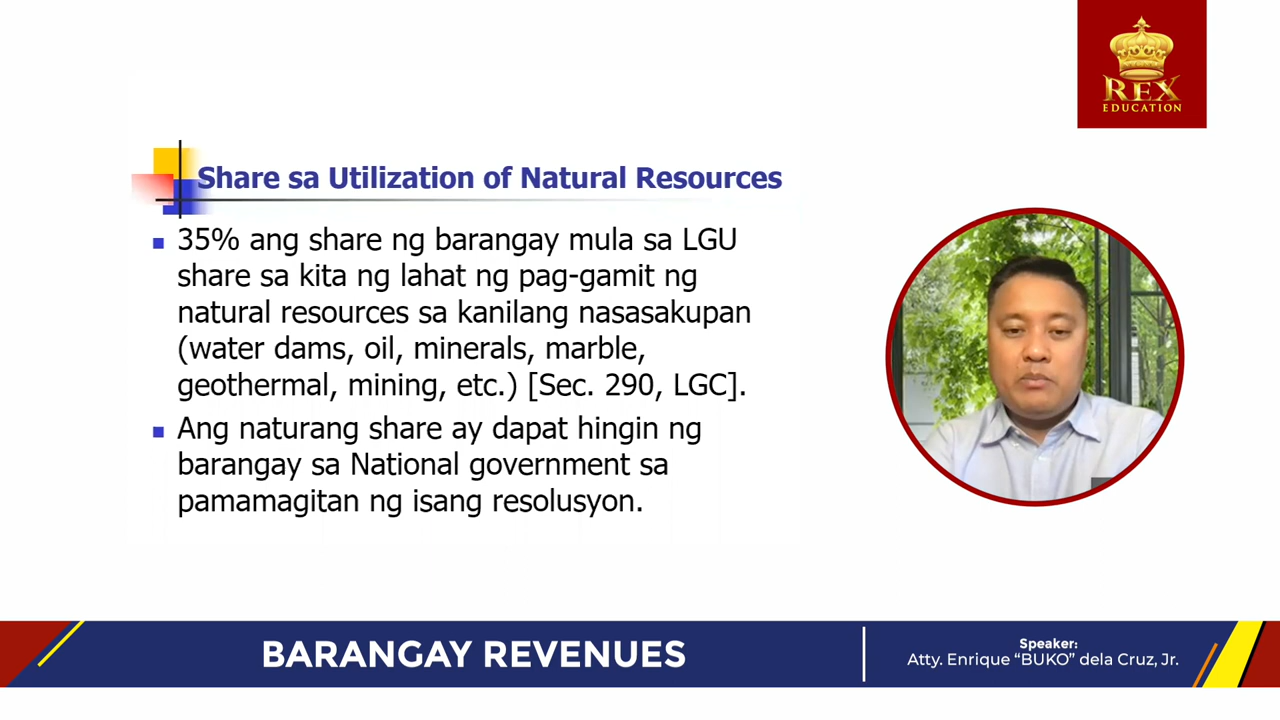 REX
EDUCATION
Share sa Utilization of Natural Resources
35% ang share ng barangay mula sa LGU
share sa kita ng lahat ng pag-gamit ng
natural resources sa kanilang nasasakupan
(water dams, oil, minerals, marble,
geothermal, mining, etc.) [Sec. 290, LGC].
Ang naturang share ay dapat hingin ng
barangay sa National government sa
pamamagitan ng isang resolusyon.
BARANGAY REVENUES
Speaker:
Atty. Enrique “BUKO” dela Cruz, Jr.